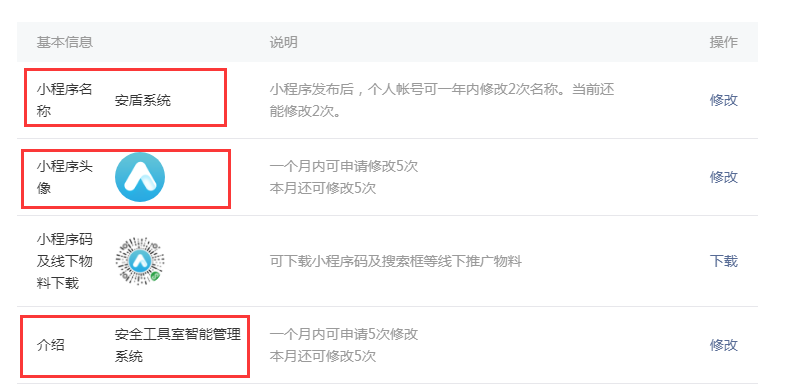 基本信息 说明 操作
小程序名 小程序发布后，个人帐号可一年内修改2次名称。当前还
称 安盾系统 能修改2次。 修改
小程序头 一个月内可申请修改5次
像 本月还可修改5次 修改
小程序码
及线下物 可下载小程序码及搜索框等线下推广物料 下载
料下载
介绍 安全工具室智能管理 一个月内可申请5次修改 修改
系统 本月还可修改5次